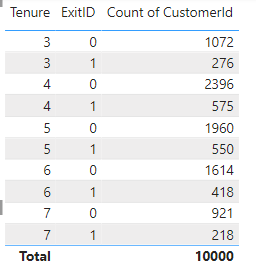 Tenure ExitID Count of CustomerId
3 0 1072
3 1 276
4 0 2396
4 1 575
5 0 1960
5 1 550
6 0 1614
6 1 418
7 0 921
7 1 218
Total 10000